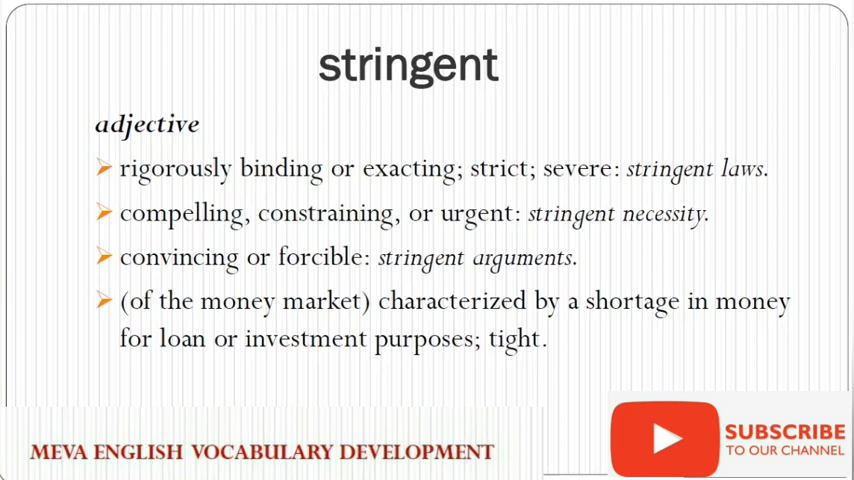 stringent
adjective
rigorously binding or exacting; strict; severe: stringent laws.
compelling, constraining, or urgent: stringent necessity.
convincing or forcible: stringent arguments.
(of the money market) characterized by a shortage in money
for loan or investment purposes; tight.
MEVA ENGLISH VOCABULARY DEVELOPMENT
SUBSCRIBE
TO OUR CHANNEL